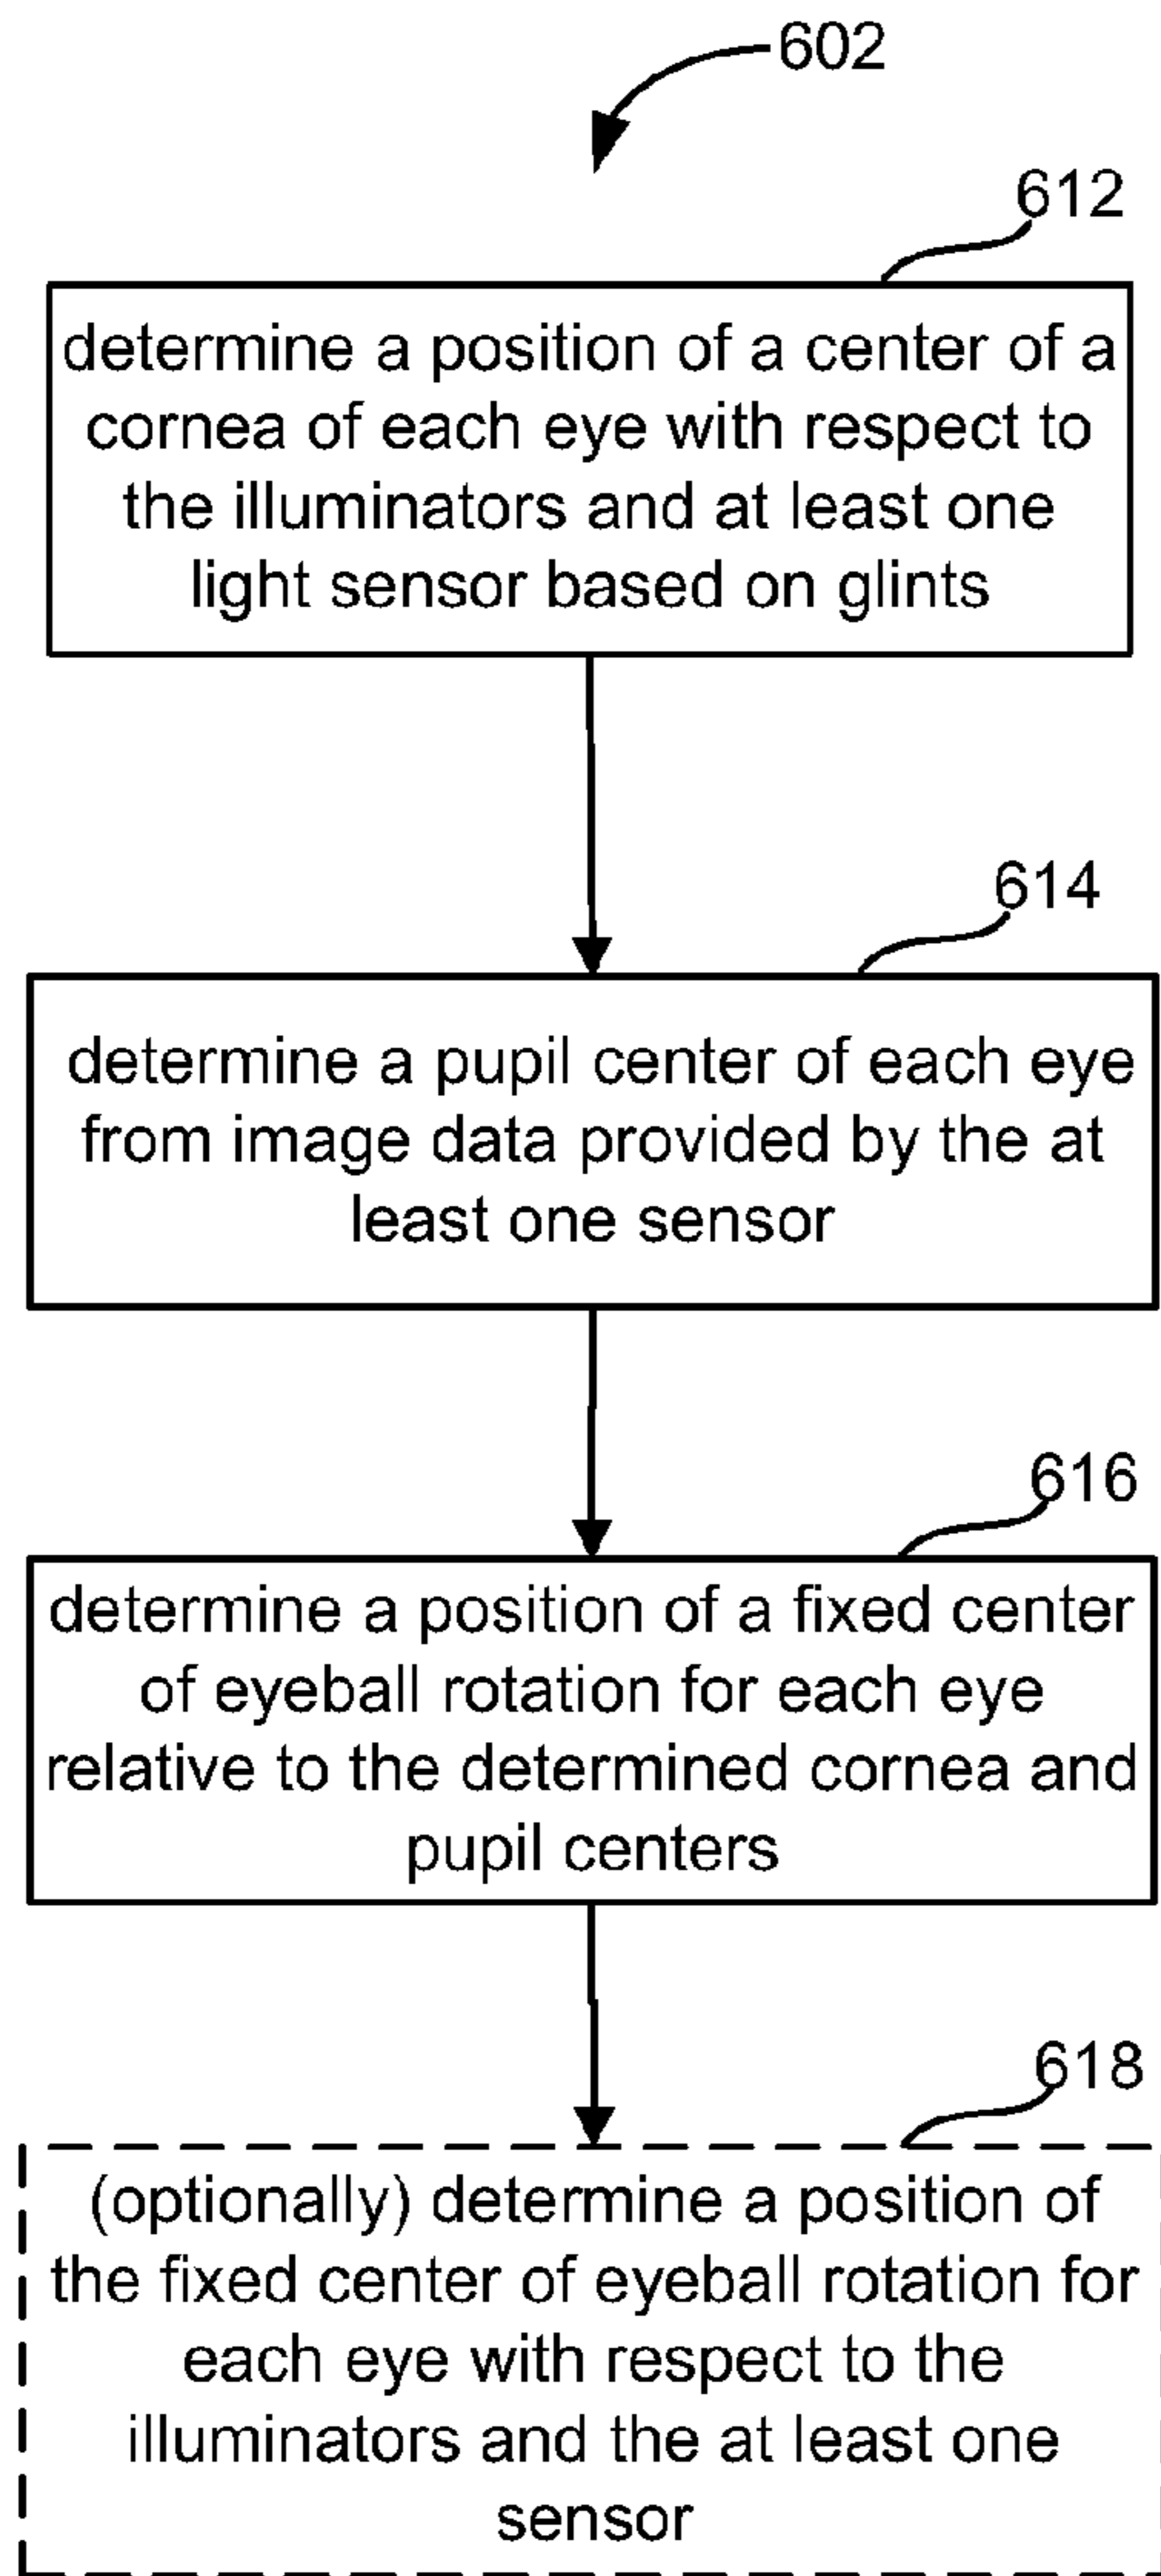 602
612
determine a position of a center of a
cornea of each eye with respect to
the illuminators and at least one
light sensor based on glints
614
determine a pupil center of each eye
from image data provided by the at
least one sensor
616
determine a position of a fixed center
of eyeball rotation for each eye
relative to the determined cornea and
pupil centers
618
(optionally) determine a position of
the fixed center of eyeball rotation for
each eye with respect to the
illuminators and the at least one
sensor